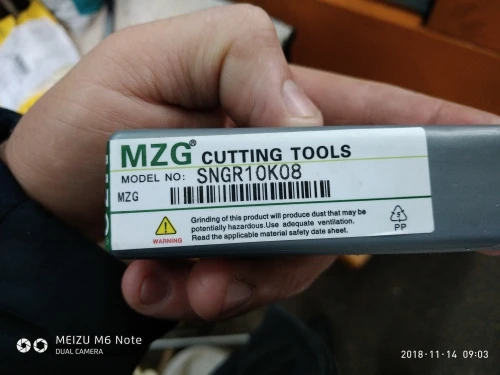 MZG® CUTTING TOOLS
MODEL NO: SNGR10K08
MZG
WARNING
Grinding of this product will produce dust that may be
potentially hazardous.Use adequate ventilation.
Read the applicable material safety date sheet.
5
PP
MEIZU M6 Note
DUAL CAMERA
2018-11-14 09:03